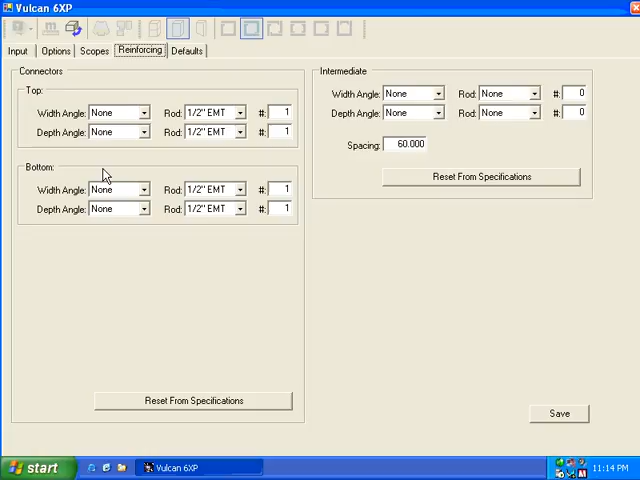 Vulcan 6XP
Input Options Scopes Reinforcing Defaults
Connectors
Top:
Width Angle: None Rod: 1/2" EMT #: 1
Depth Angle: None Rod: 1/2" EMT #: 1
Bottom:
Width Angle: None Rod: 1/2" EMT #: 1
Depth Angle: None Rod: 1/2" EMT #: 1
Reset From Specifications
Intermediate
Width Angle: None Rod: None #: 0
Depth Angle: None Rod: None #: 0
Spacing: 60.000
Reset From Specifications
Save
start Vulcan 6XP 11:14 PM